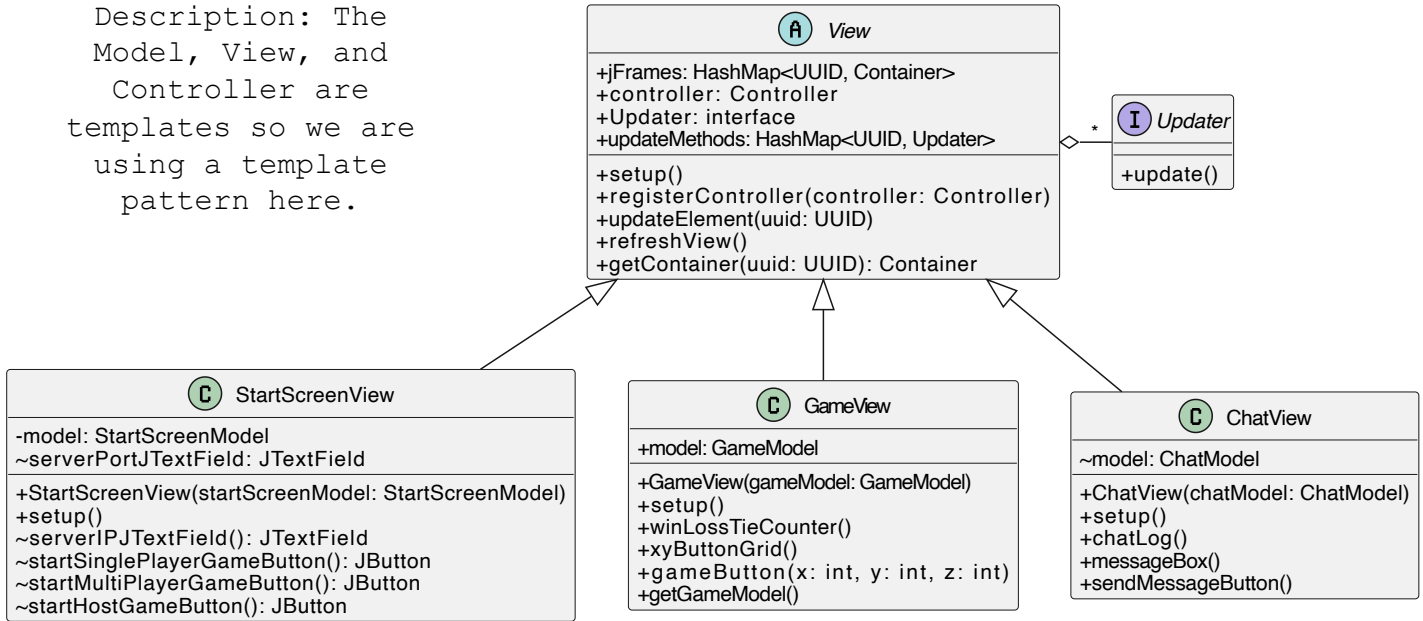 Description: The
Model, View, and
Controller are
templates so we are
using a template
pattern here.
A View
+jFrames: HashMap<UUID, Container>
+controller: Controller
+Updater: interface
+updateMethods: HashMap<UUID, Updater>
+setup()
+registerController(controller: Controller)
+updateElement(uuid: UUID)
+refreshView()
+getContainer(uuid: UUID): Container
*
I Updater
+update()
C StartScreenView
-model: StartScreenModel
~serverPortJTextField: JTextField
+StartScreenView(startScreenModel: StartScreenModel)
+setup()
~serverIPJTextField(): JTextField
~startSinglePlayerGameButton(): JButton
~startMultiPlayerGameButton(): JButton
~startHostGameButton(): JButton
C GameView
+model: GameModel
+GameView(gameModel: GameModel)
+setup()
+winLossTieCounter()
+xyButtonGrid()
+gameButton(x: int, y: int, z: int)
+getGameModel()
C ChatView
~model: ChatModel
+ChatView(chatModel: ChatModel)
+setup()
+chatLog()
+messageBox()
+sendMessageButton()